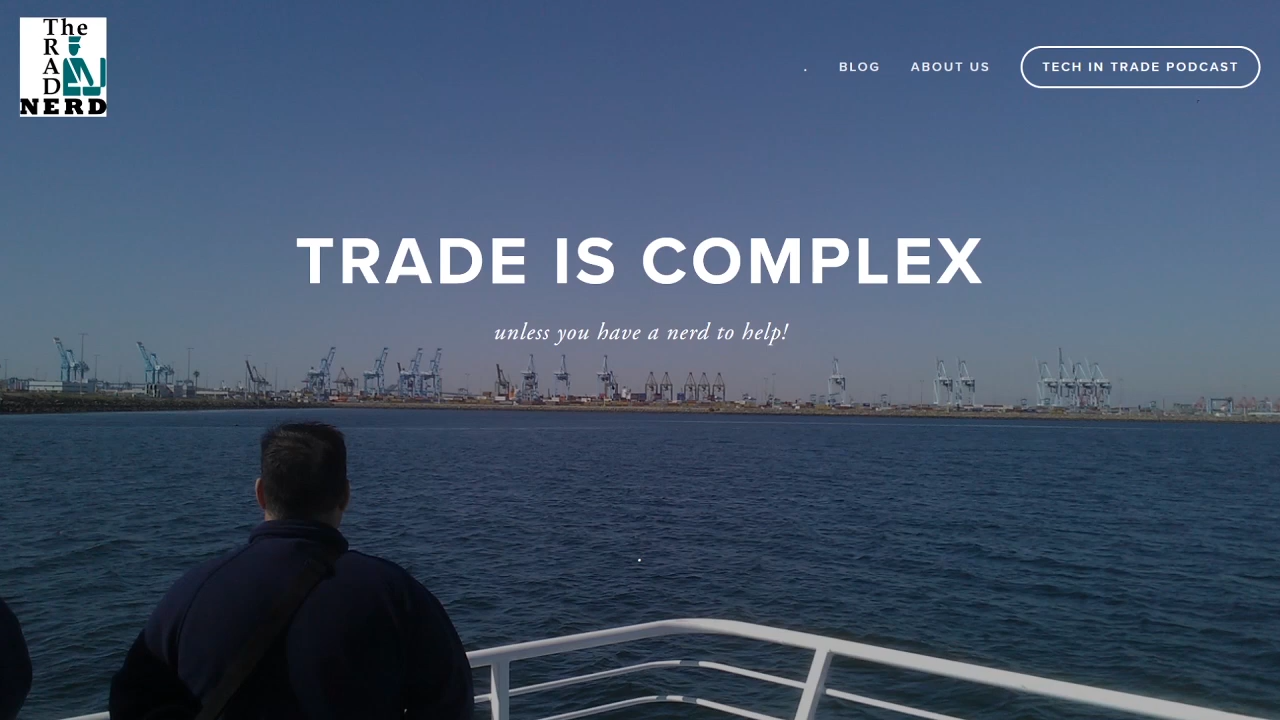 The
R
A
D
NERD
.
BLOG
ABOUT US
TECH IN TRADE PODCAST
TRADE IS COMPLEX
unless you have a nerd to help!